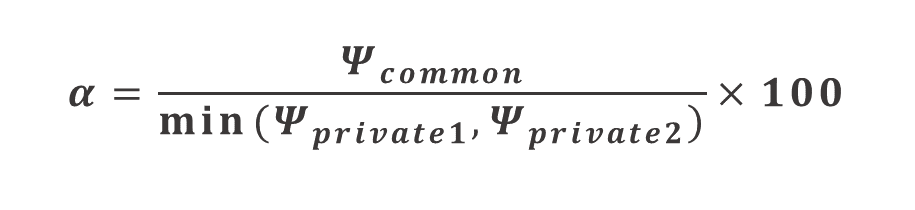 α = Ψ_common / min(Ψ_private1, Ψ_private2) × 100